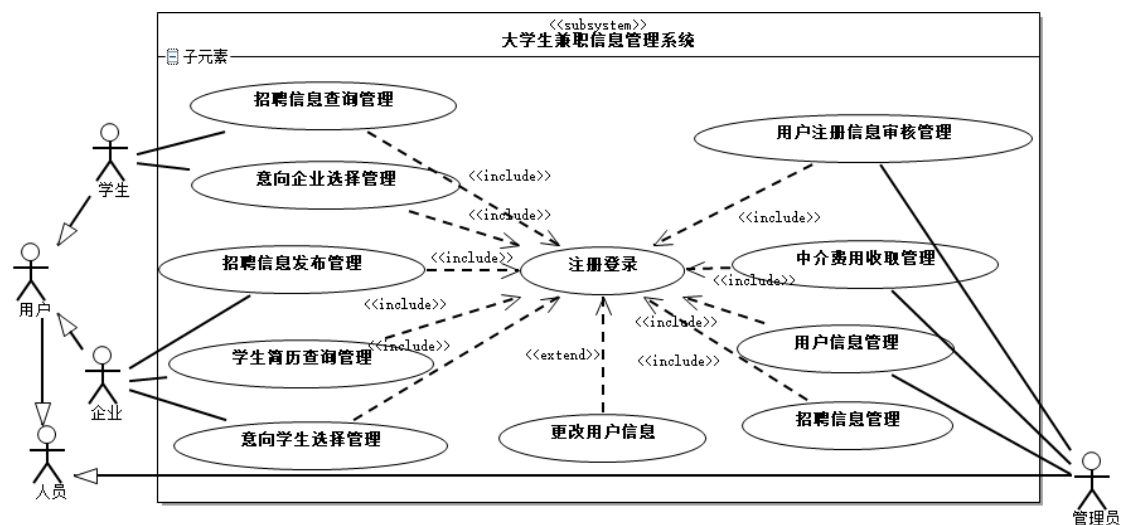 <<subsystem>>
大学生兼职信息管理系统
子元素
招聘信息查询管理
用户注册信息审核管理
意向企业选择管理
<<include>>
学生
<<include>>
<<include>>
招聘信息发布管理
<<include>>
注册登录
中介费用收取管理
<<include>>
用户
<<include>>
<<include>>
学生简历查询管理
<<include>>
<<extend>>
用户信息管理
<<include>>
企业
意向学生选择管理
更改用户信息
招聘信息管理
人员
管理员